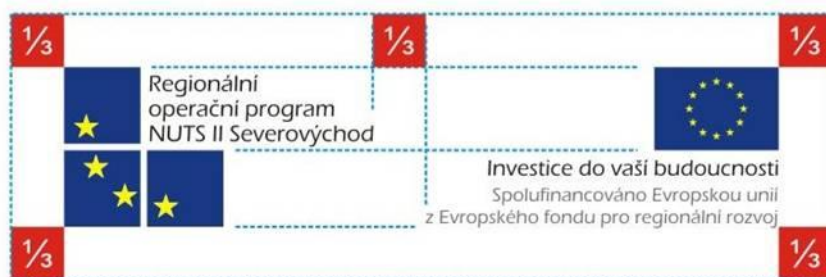 ⅓ ⅓ ⅓
Regionální
operační program
NUTS II Severovýchod
Investice do vaší budoucnosti
Spolufinancováno Evropskou unií
z Evropského fondu pro regionální rozvoj
⅓ ⅓